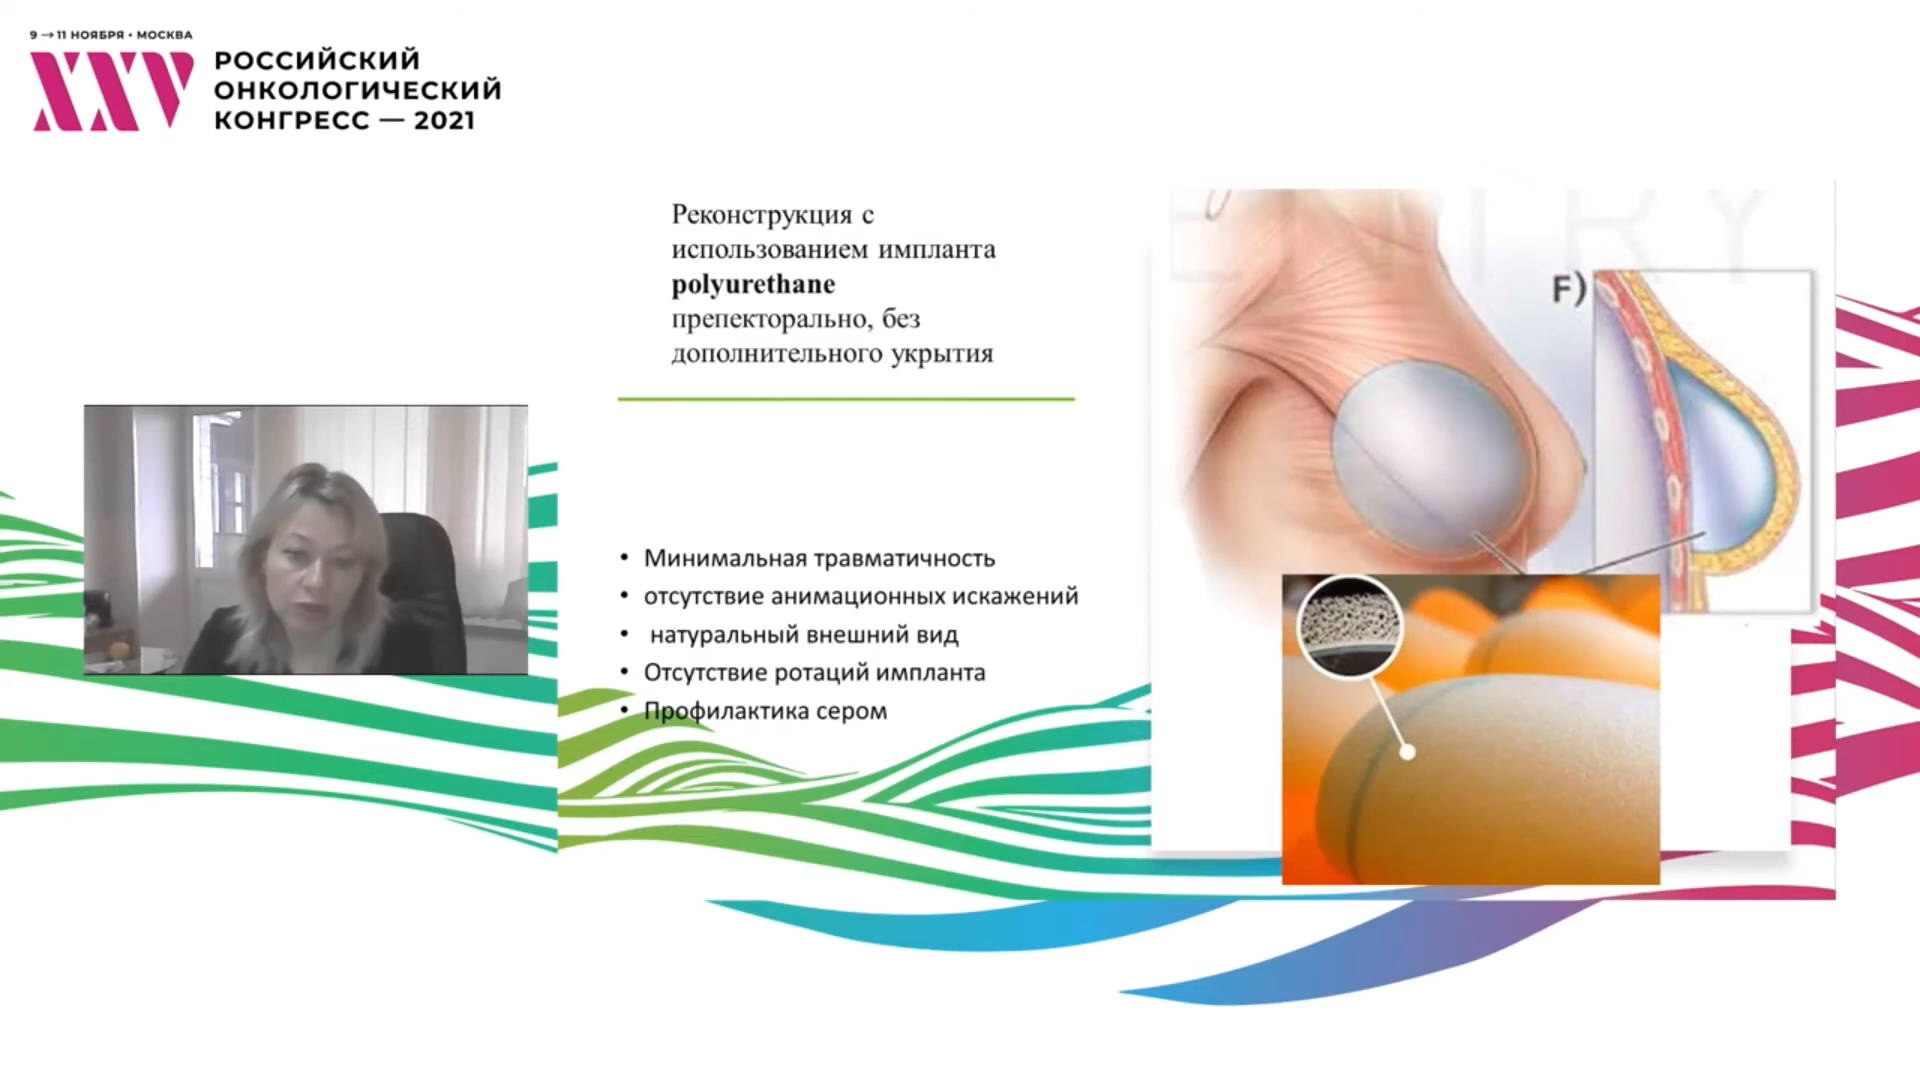 9 → 11 НОЯБРЯ • МОСКВА
XXV
РОССИЙСКИЙ
ОНКОЛОГИЧЕСКИЙ
КОНГРЕСС — 2021
Реконструкция с
использованием импланта
polyurethane
препекторально, без
дополнительного укрытия
• Минимальная травматичность
• отсутствие анимационных искажений
• натуральный внешний вид
• Отсутствие ротаций импланта
• Профилактика сером
F)